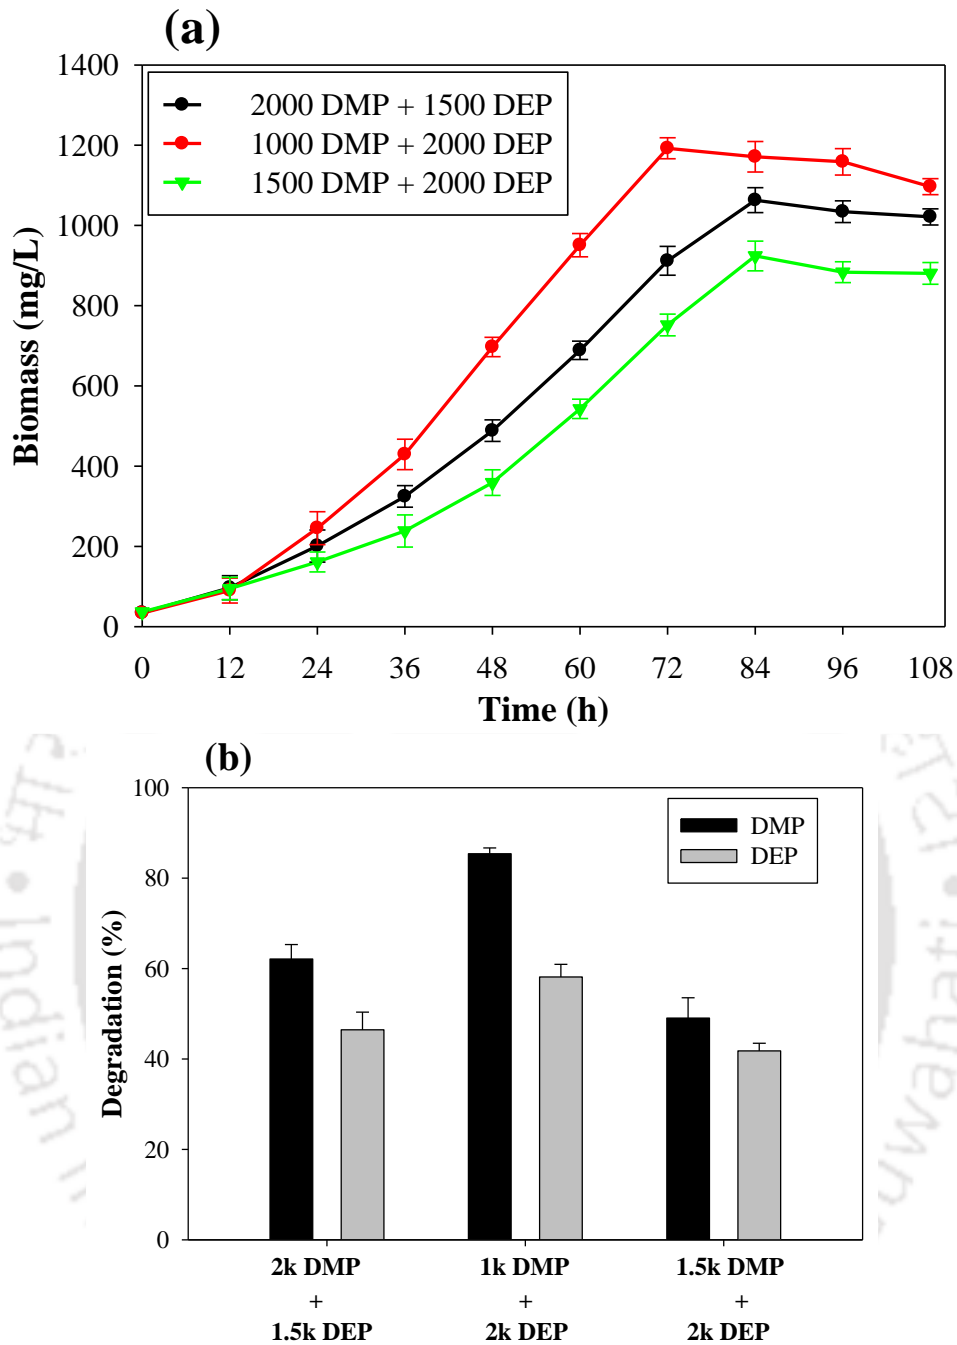 (a)
1400
1200
1000
800
600
400
200
0
Biomass (mg/L)
2000 DMP + 1500 DEP
1000 DMP + 2000 DEP
1500 DMP + 2000 DEP
0 12 24 36 48 60 72 84 96 108
Time (h)
(b)
100
80
60
40
20
0
Degradation (%)
DMP
DEP
2k DMP 1k DMP 1.5k DMP
+ + +
1.5k DEP 2k DEP 2k DEP
Indian
uwahati